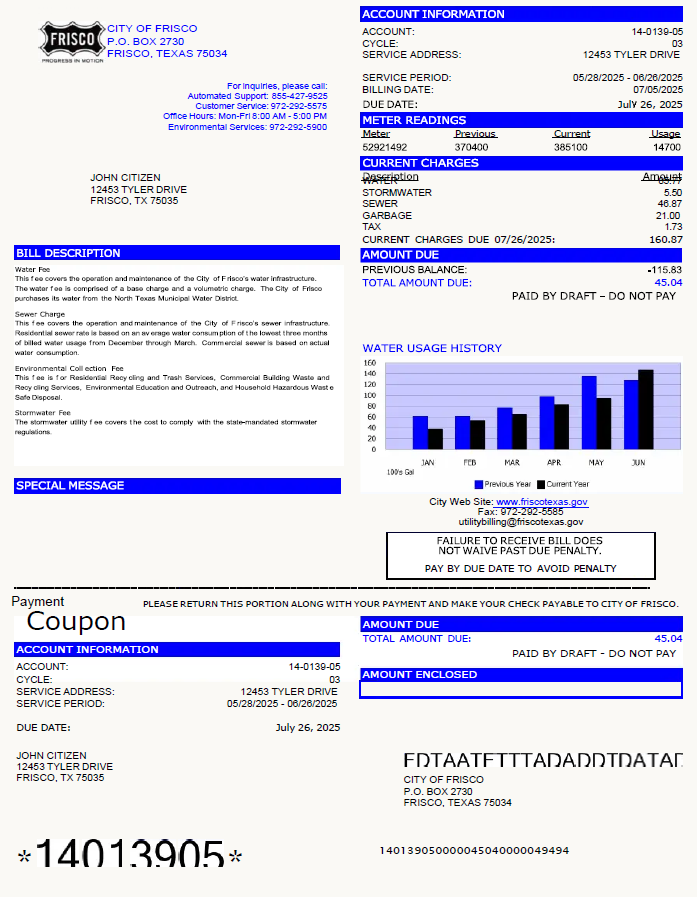 FRISCO
PROGRESS IN MOTION
CITY OF FRISCO
P.O. BOX 2730
FRISCO, TEXAS 75034
For inquiries, please call:
Automated Support: 855-427-9525
Customer Service: 972-292-5575
Office Hours: Mon-Fri 8:00 AM - 5:00 PM
Environmental Services: 972-292-5900
JOHN CITIZEN
12453 TYLER DRIVE
FRISCO, TX 75035
ACCOUNT INFORMATION
ACCOUNT: 14-0139-05
CYCLE: 03
SERVICE ADDRESS: 12453 TYLER DRIVE
SERVICE PERIOD: 05/28/2025 - 06/26/2025
BILLING DATE: 07/05/2025
DUE DATE: July 26, 2025
METER READINGS
Meter Previous Current Usage
52921492 370400 385100 14700
CURRENT CHARGES
Description Amount
WATER
STORMWATER 5.50
SEWER 46.87
GARBAGE 21.00
TAX 1.73
CURRENT CHARGES DUE 07/26/2025: 160.87
AMOUNT DUE
PREVIOUS BALANCE: -115.83
TOTAL AMOUNT DUE: 45.04
PAID BY DRAFT - DO NOT PAY
BILL DESCRIPTION
Water Fee
This fee covers the operation and maintenance of the City of Frisco's water infrastructure.
The water fee is comprised of a base charge and a volumetric charge. The City of Frisco
purchases its water from the North Texas Municipal Water District.
Sewer Charge
This fee covers the operation and maintenance of the City of Frisco's sewer infrastructure.
Residential sewer rate is based on an average water consumption of the lowest three months
of billed water usage from December through March. Commercial sewer is based on actual
water consumption.
Environmental Collection Fee
This fee is for Residential Recycling and Trash Services, Commercial Building Waste and
Recycling Services, Environmental Education and Outreach, and Household Hazardous Waste
Safe Disposal.
Stormwater Fee
The stormwater utility fee covers the cost to comply with the state-mandated stormwater
regulations.
SPECIAL MESSAGE
WATER USAGE HISTORY
160
140
120
100
80
60
40
20
0
JAN FEB MAR APR MAY JUN
100's Gal
Previous Year Current Year
City Web Site: www.friscotexas.gov
Fax: 972-292-5585
utilitybilling@friscotexas.gov
FAILURE TO RECEIVE BILL DOES
NOT WAIVE PAST DUE PENALTY.
PAY BY DUE DATE TO AVOID PENALTY
Payment
Coupon
PLEASE RETURN THIS PORTION ALONG WITH YOUR PAYMENT AND MAKE YOUR CHECK PAYABLE TO CITY OF FRISCO.
ACCOUNT INFORMATION
ACCOUNT: 14-0139-05
CYCLE: 03
SERVICE ADDRESS: 12453 TYLER DRIVE
SERVICE PERIOD: 05/28/2025 - 06/26/2025
DUE DATE: July 26, 2025
JOHN CITIZEN
12453 TYLER DRIVE
FRISCO, TX 75035
*14013905*
AMOUNT DUE
TOTAL AMOUNT DUE: 45.04
PAID BY DRAFT - DO NOT PAY
AMOUNT ENCLOSED
CITY OF FRISCO
P.O. BOX 2730
FRISCO, TEXAS 75034
14013905000045040000049494